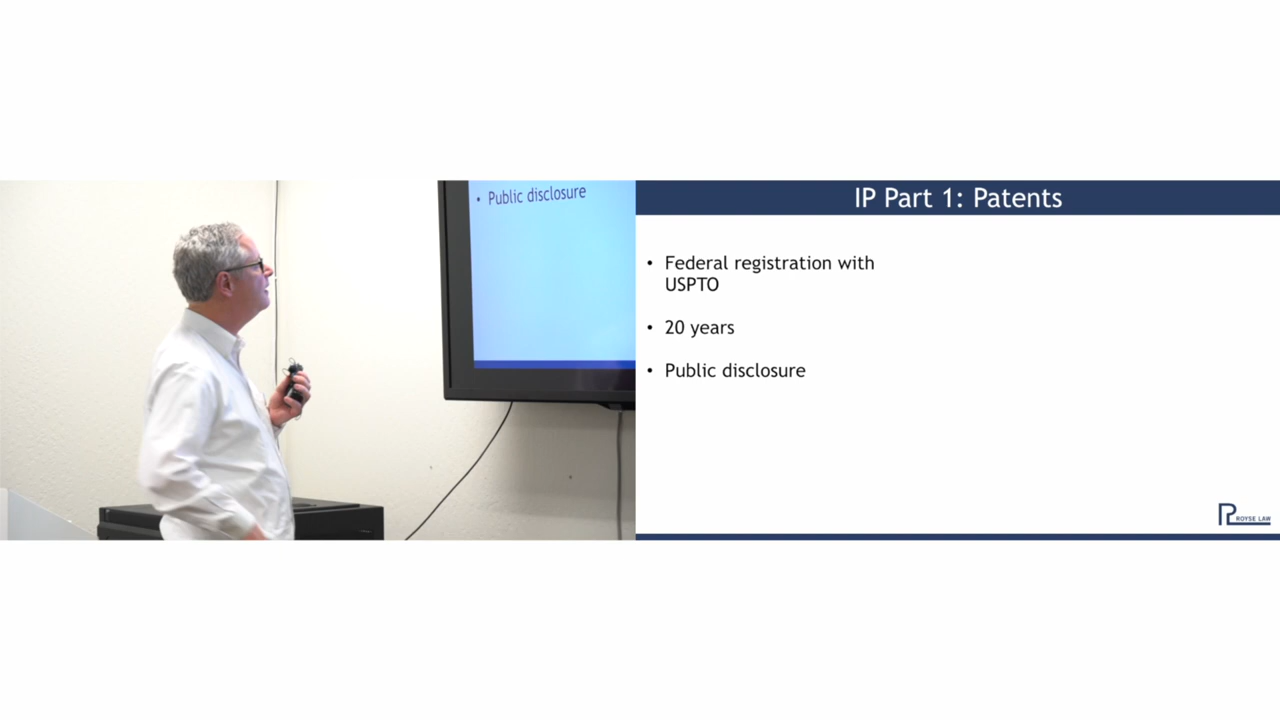 • Public disclosure
IP Part 1: Patents
• Federal registration with
USPTO
• 20 years
• Public disclosure
ROYSE LAW